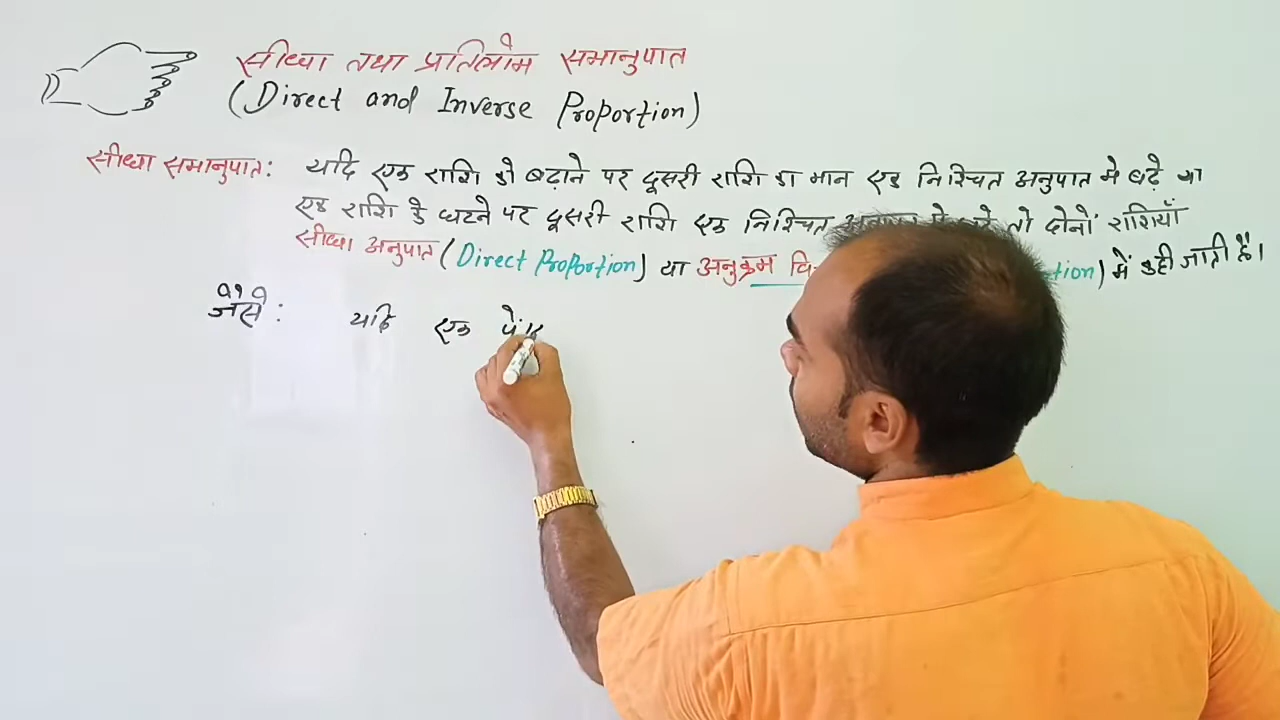 सीधा तथा प्रतिलोम समानुपात
(Direct and Inverse Proportion)
सीधा समानुपात: यदि एक राशि को बढ़ाने पर दूसरी राशि का मान एक निश्चित अनुपात मे बढ़े या
एक राशि के घटने पर दूसरी राशि एक निश्चित तो दोनों राशियाँ
सीधा अनुपात (Direct Proportion) या अनुक्रम में कही जाती है।
जैसे: यदि एक